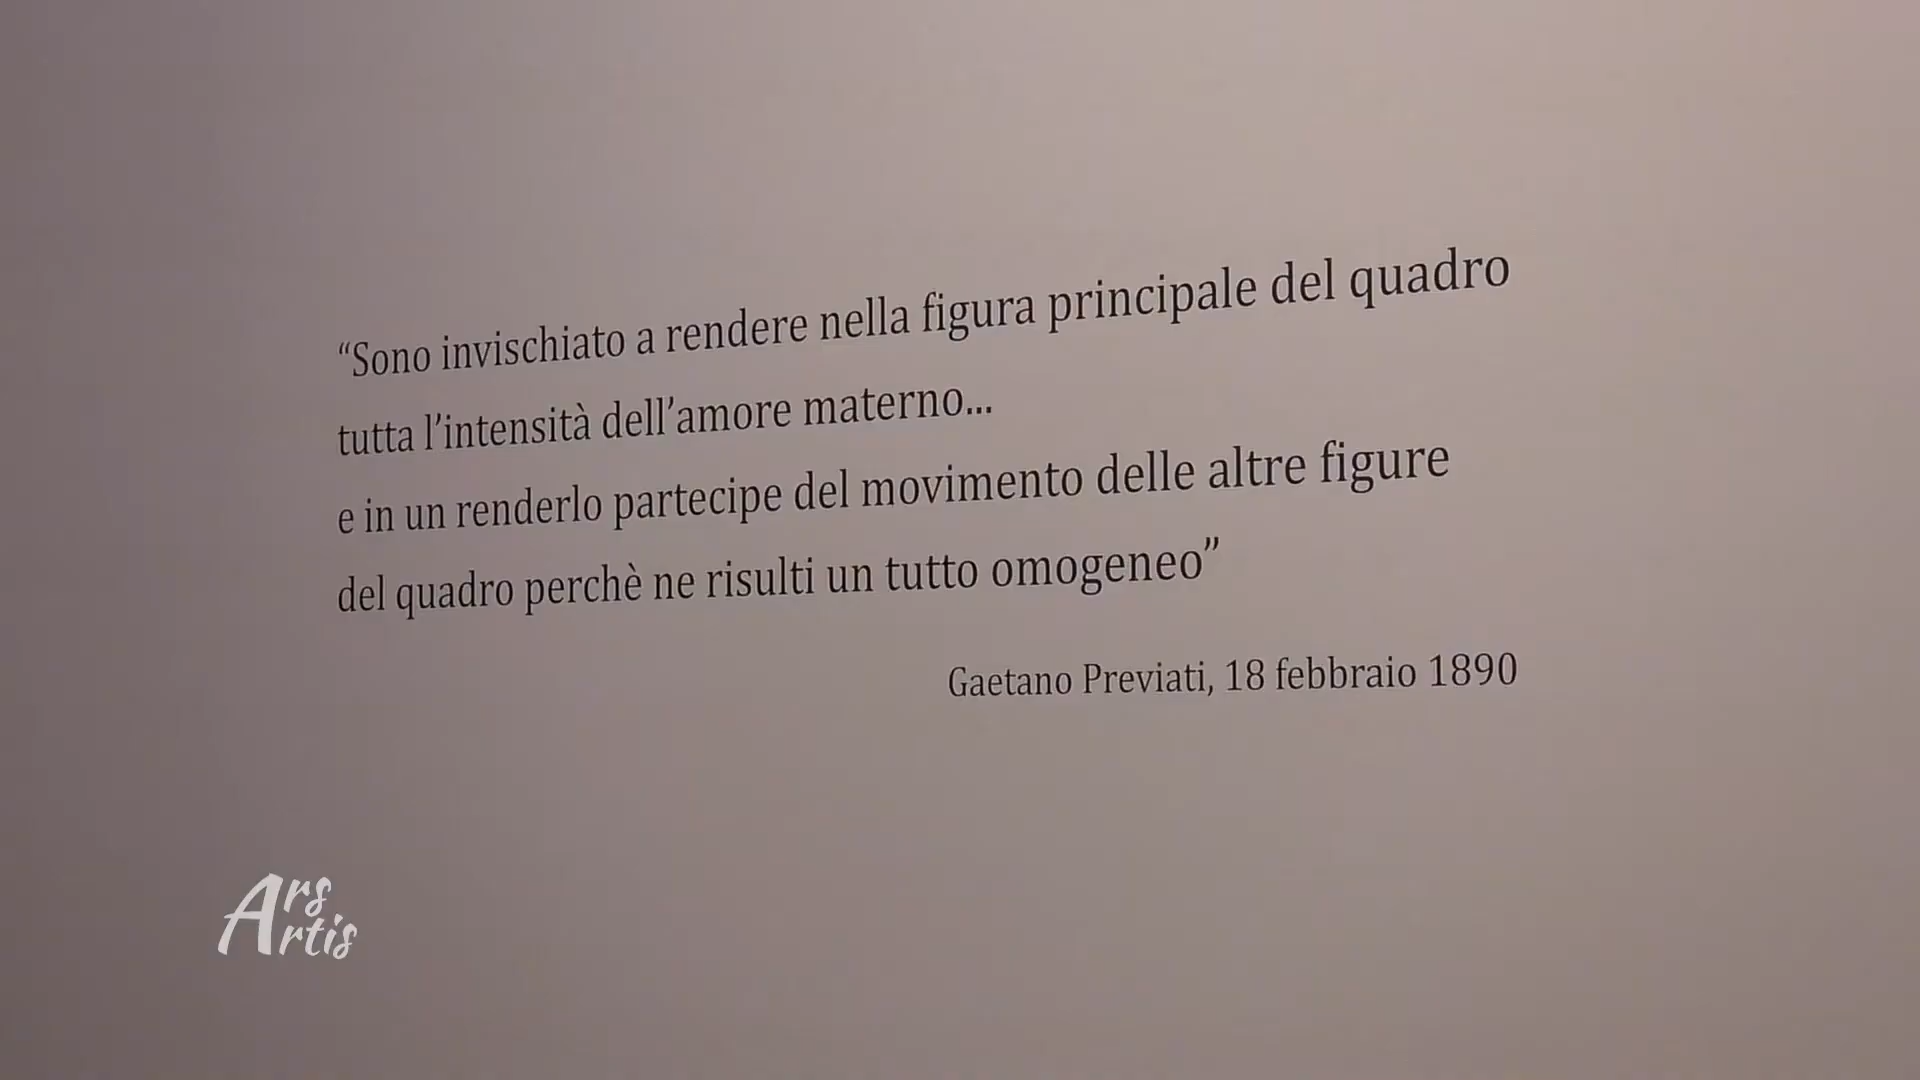 “Sono invischiato a rendere nella figura principale del quadro
tutta l’intensità dell’amore materno...
e in un renderlo partecipe del movimento delle altre figure
del quadro perchè ne risulti un tutto omogeneo”
Gaetano Previati, 18 febbraio 1890
Ars
Artis